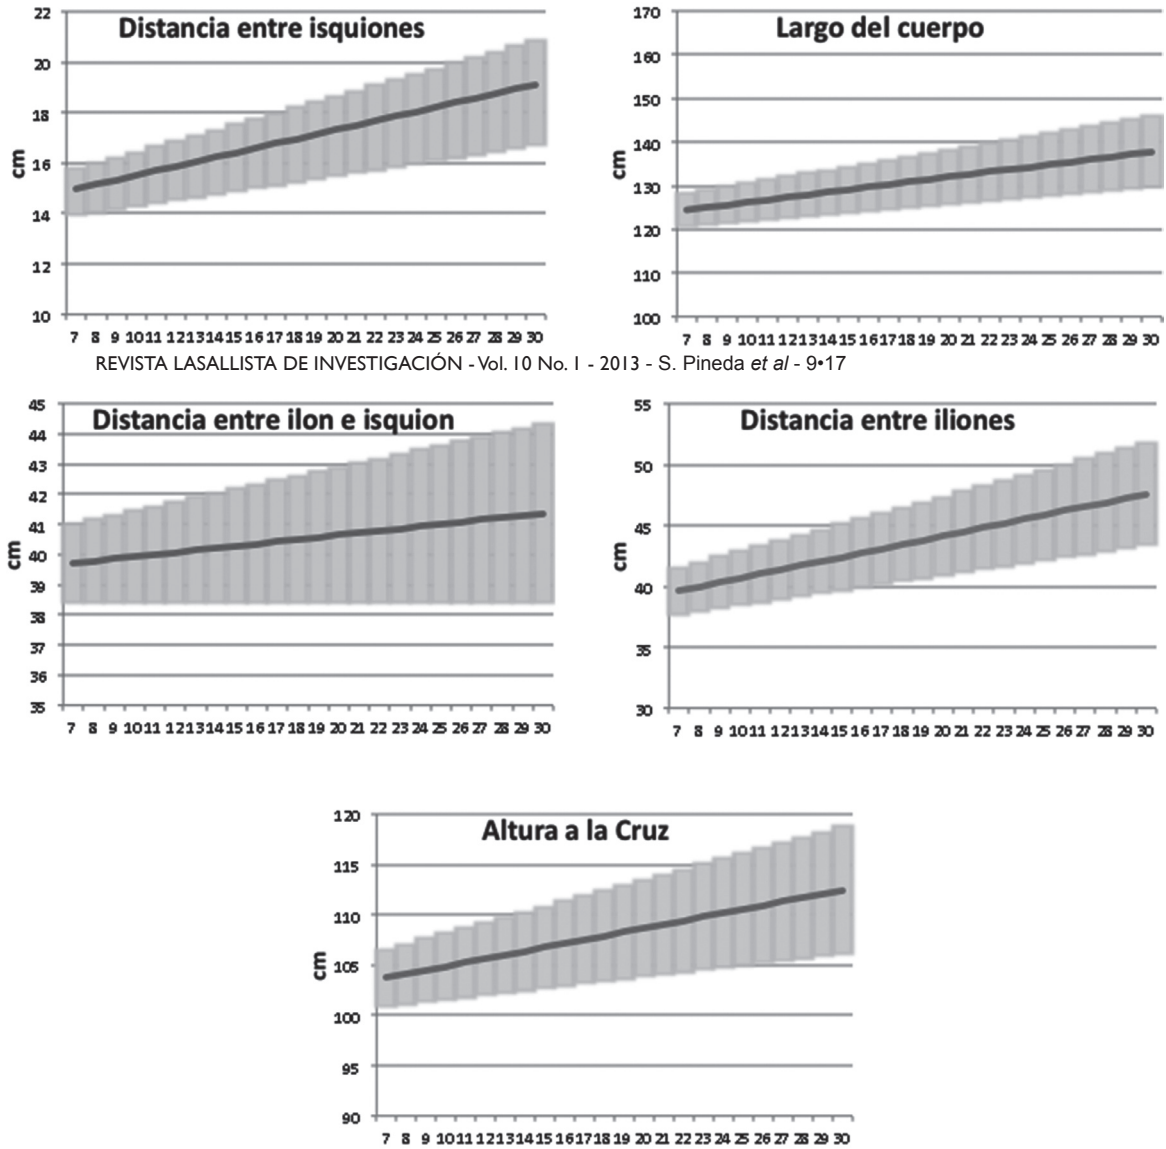 Distancia entre isquiones
cm
22
20
18
16
14
12
10
7 8 9 10 11 12 13 14 15 16 17 18 19 20 21 22 23 24 25 26 27 28 29 30
Largo del cuerpo
cm
170
160
150
140
130
120
110
100
7 8 9 10 11 12 13 14 15 16 17 18 19 20 21 22 23 24 25 26 27 28 29 30
REVISTA LASALLISTA DE INVESTIGACIÓN - Vol. 10 No. 1 - 2013 - S. Pineda et al - 9•17
Distancia entre ilon e isquion
cm
45
44
43
42
41
40
39
38
37
36
35
7 8 9 10 11 12 13 14 15 16 17 18 19 20 21 22 23 24 25 26 27 28 29 30
Distancia entre iliones
cm
55
50
45
40
35
30
7 8 9 10 11 12 13 14 15 16 17 18 19 20 21 22 23 24 25 26 27 28 29 30
Altura a la Cruz
cm
120
115
110
105
100
95
90
7 8 9 10 11 12 13 14 15 16 17 18 19 20 21 22 23 24 25 26 27 28 29 30